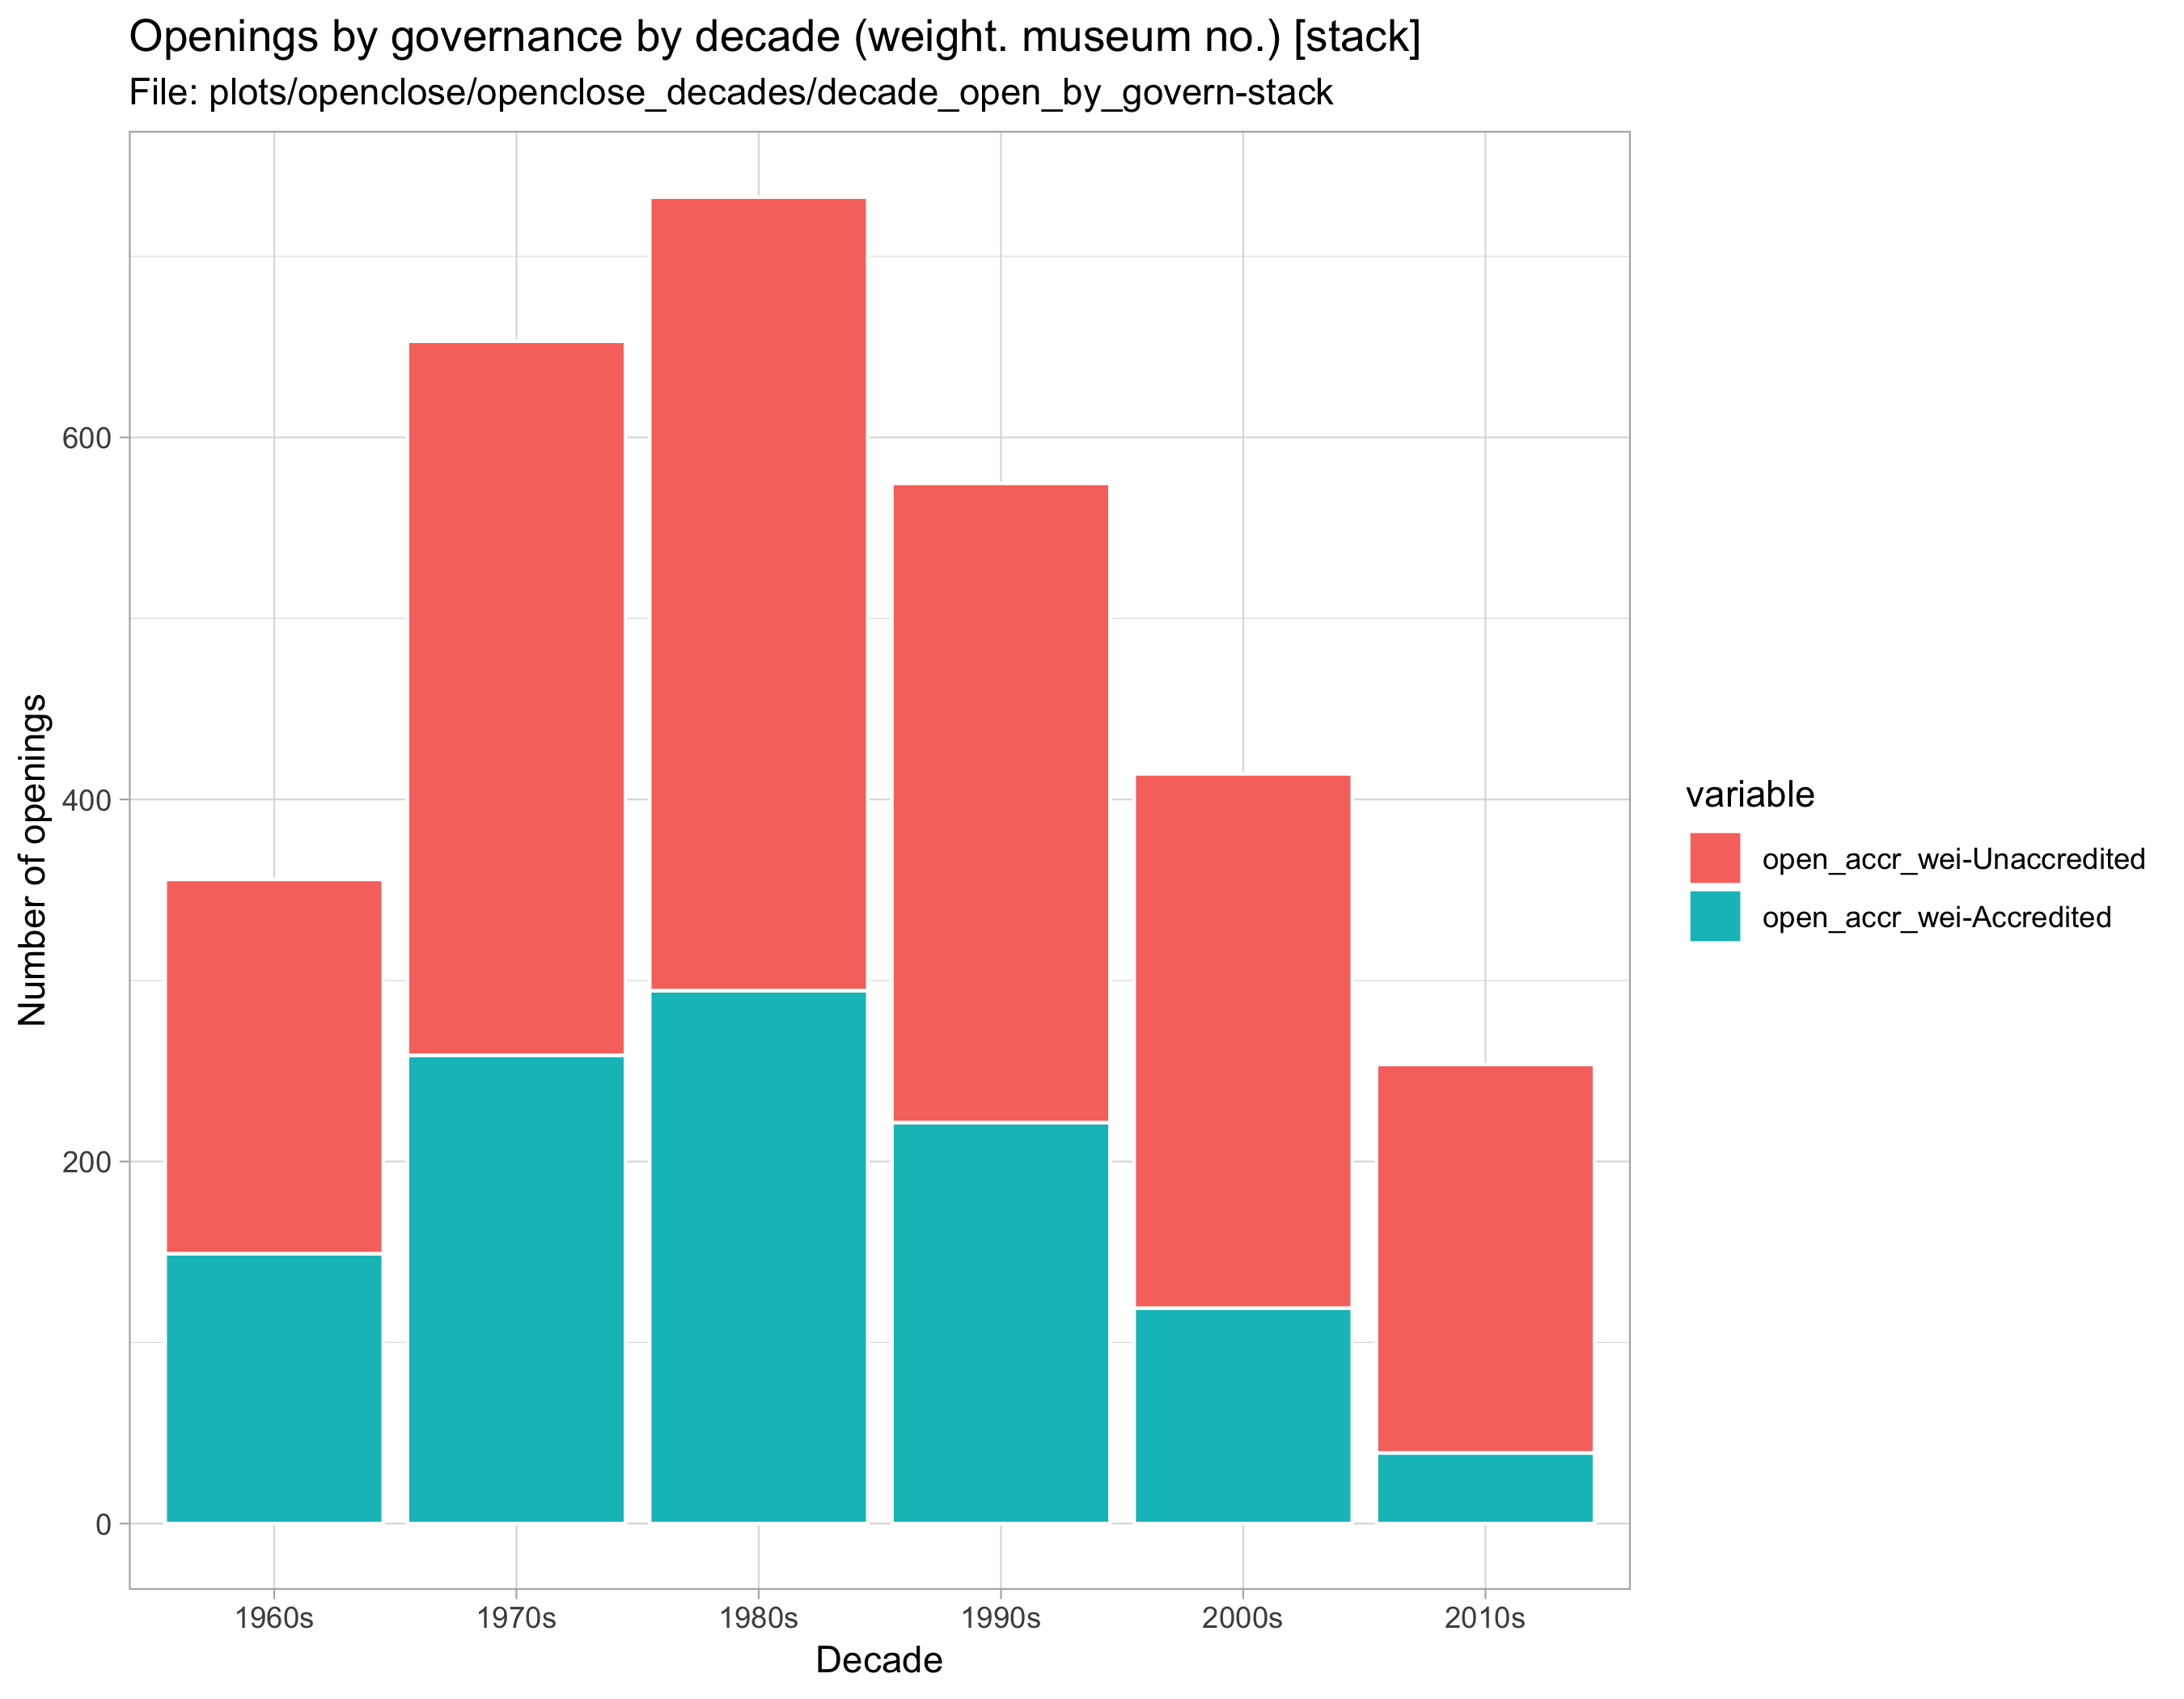 Openings by governance by decade (weight. museum no.) [stack]
File: plots/openclose/openclose_decades/decade_open_by_govern-stack
Number of openings
600
400
200
0
1960s 1970s 1980s 1990s 2000s 2010s
Decade
variable
open_accr_wei-Unaccredited
open_accr_wei-Accredited